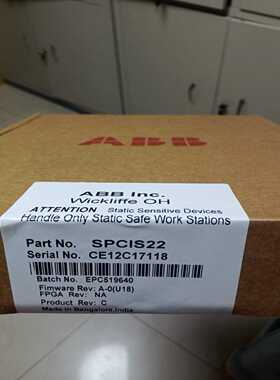 ABB
ABB Inc.
Wickliffe OH
ATTENTION Static Sensitive Devices
Handle Only Static Safe Work Stations
Part No. SPCIS22
Serial No. CE12C17118
Batch No. EPC519640
Firmware Rev: A-0(U18)
FPGA Rev: NA
Product Rev: C
Made in Bangalore,India